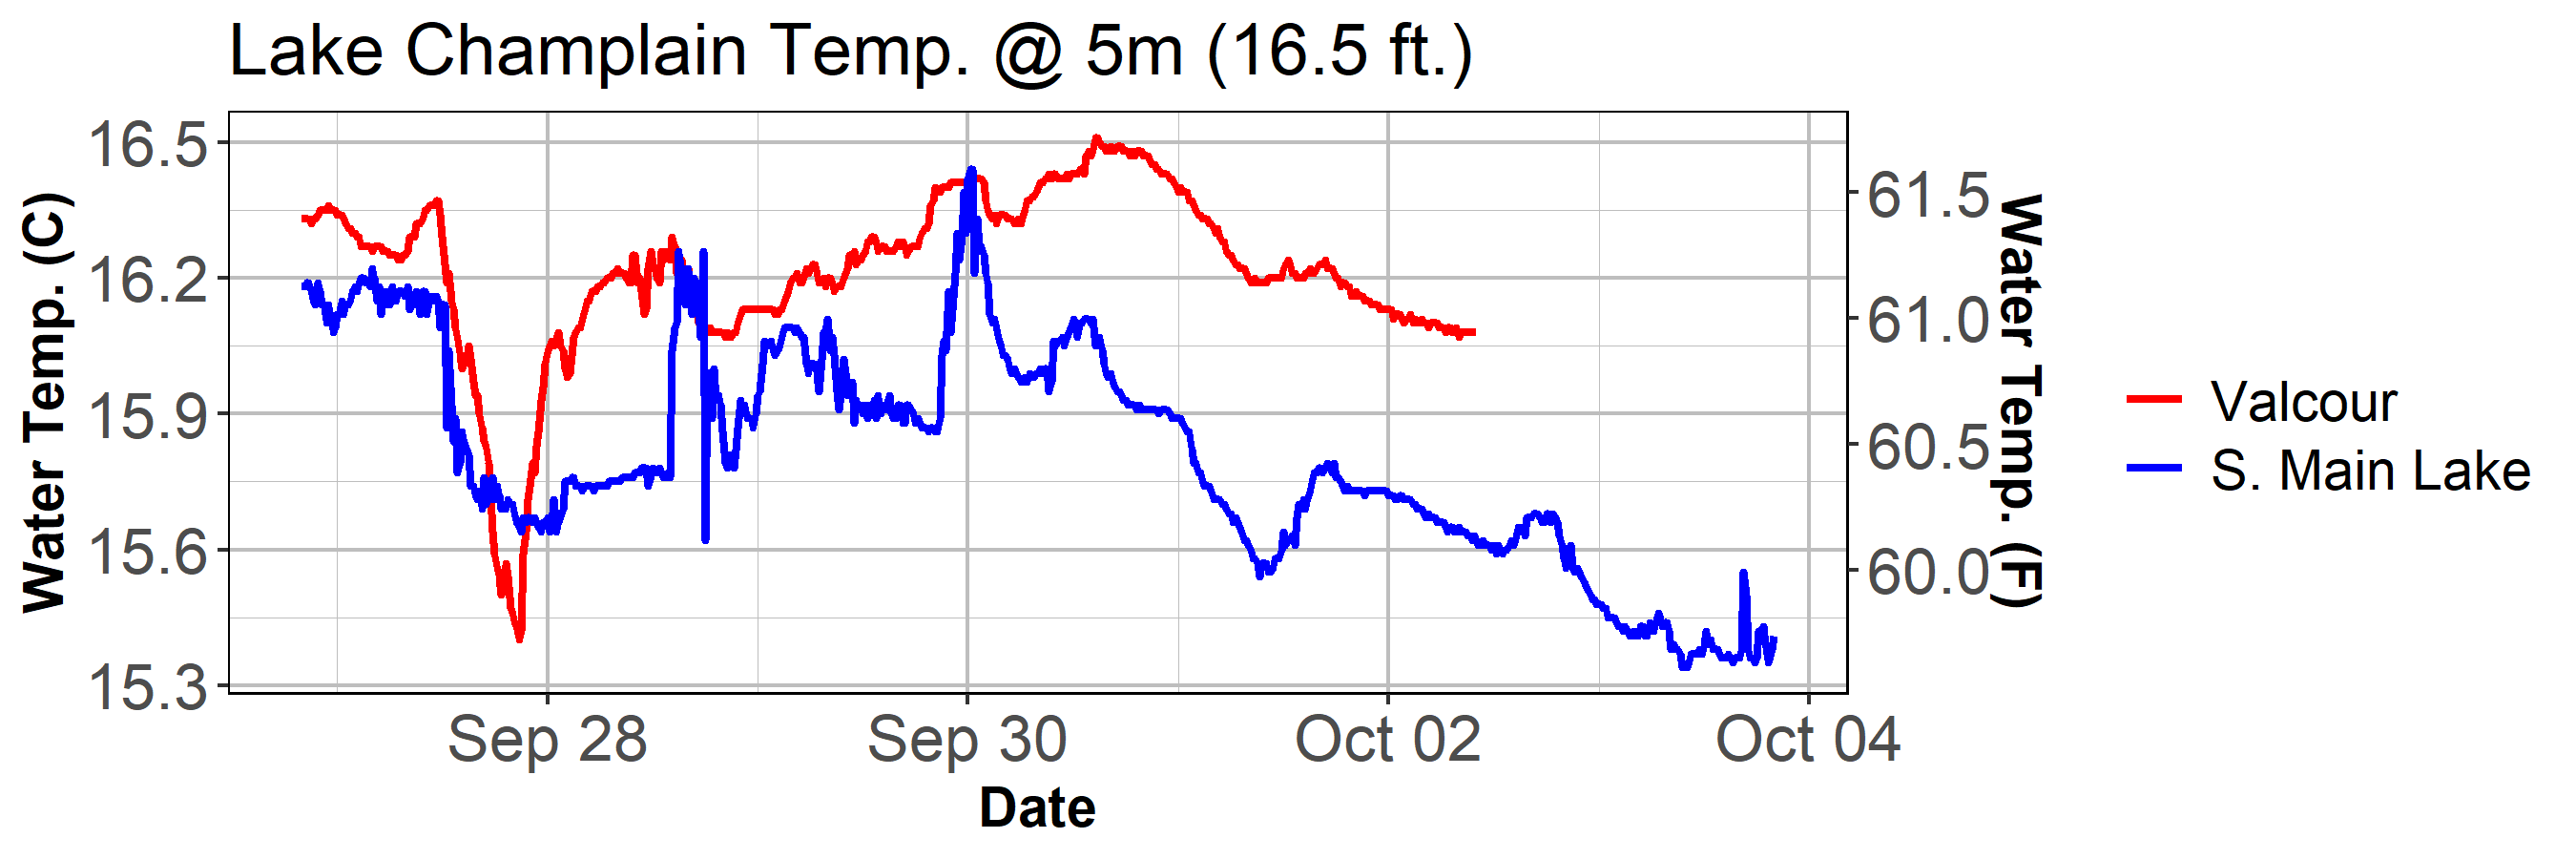 Lake Champlain Temp. @ 5m (16.5 ft.)
Water Temp. (C)
16.5
16.2
15.9
15.6
15.3
61.5
61.0
60.5
60.0
Water Temp. (F)
Sep 28
Sep 30
Oct 02
Oct 04
Date
Valcour
S. Main Lake